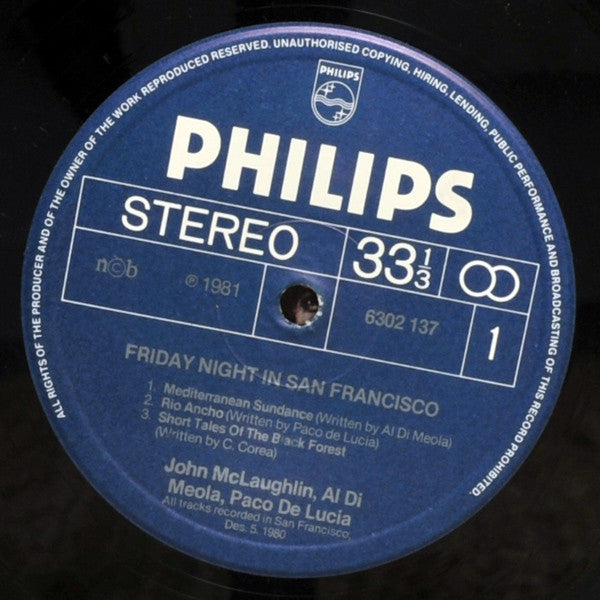 ALL RIGHTS OF THE PRODUCER AND OF THE OWNER OF THE WORK REPRODUCED RESERVED. UNAUTHORISED COPYING, HIRING, LENDING, PUBLIC PERFORMANCE AND BROADCASTING OF THIS RECORD PROHIBITED.
PHILIPS
PHILIPS
STEREO 33 1/3
ncb ℗ 1981 6302 137 1
FRIDAY NIGHT IN SAN FRANCISCO
1. Mediterranean Sundance (Written by Al Di Meola)
2. Rio Ancho (Written by Paco de Lucia)
3. Short Tales Of The Black Forest
(Written by C. Corea)
John McLaughlin, Al Di
Meola, Paco De Lucia
All tracks recorded in San Francisco,
Des. 5. 1980